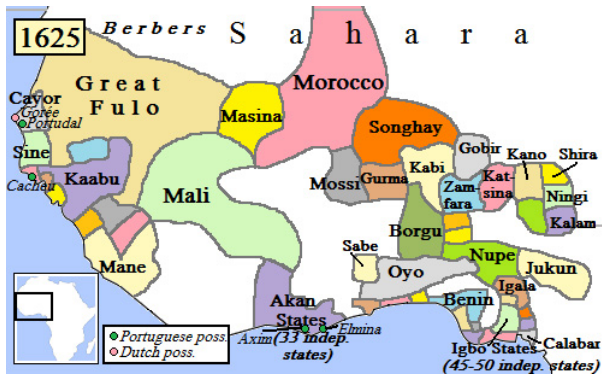 1625
Berbers
Sahara
Great
Fulo
Morocco
Masina
Cayor
Gorée
Portudal
Songhay
Gobir
Kano
Shira
Sine
Kaabu
Cacheu
Mali
Mossi
Gurma
Kabi
Zam-
fara
Kat-
sina
Ningi
Kalam
Borgu
Mane
Sabe
Oyo
Nupe
Jukun
Igala
Benin
Akan
States
(33 indep.
states)
Axim
Elmina
Igbo States
(45-50 indep. states)
Calabar
Portuguese poss.
Dutch poss.